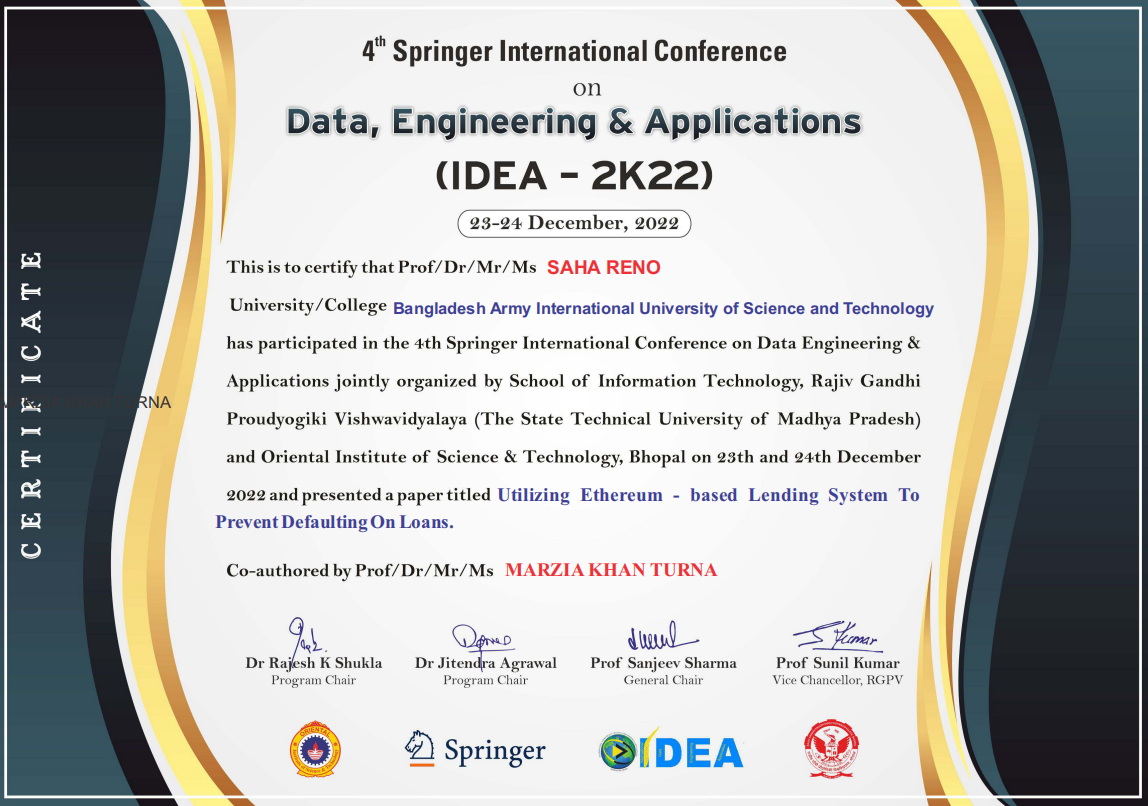 4th Springer International Conference
on
Data, Engineering & Applications
(IDEA – 2K22)
23-24 December, 2022
This is to certify that Prof/Dr/Mr/Ms SAHA RENO
University/College Bangladesh Army International University of Science and Technology
has participated in the 4th Springer International Conference on Data Engineering &
Applications jointly organized by School of Information Technology, Rajiv Gandhi
Proudyogiki Vishwavidyalaya (The State Technical University of Madhya Pradesh)
and Oriental Institute of Science & Technology, Bhopal on 23th and 24th December
2022 and presented a paper titled Utilizing Ethereum - based Lending System To
Prevent Defaulting On Loans.
Co-authored by Prof/Dr/Mr/Ms MARZIA KHAN TURNA
CERTIFICATE
RNA
Dr Rajesh K Shukla
Program Chair
Dr Jitendra Agrawal
Program Chair
Prof Sanjeev Sharma
General Chair
S Kumar
Prof Sunil Kumar
Vice Chancellor, RGPV
ORIENTAL
Springer
IDEA